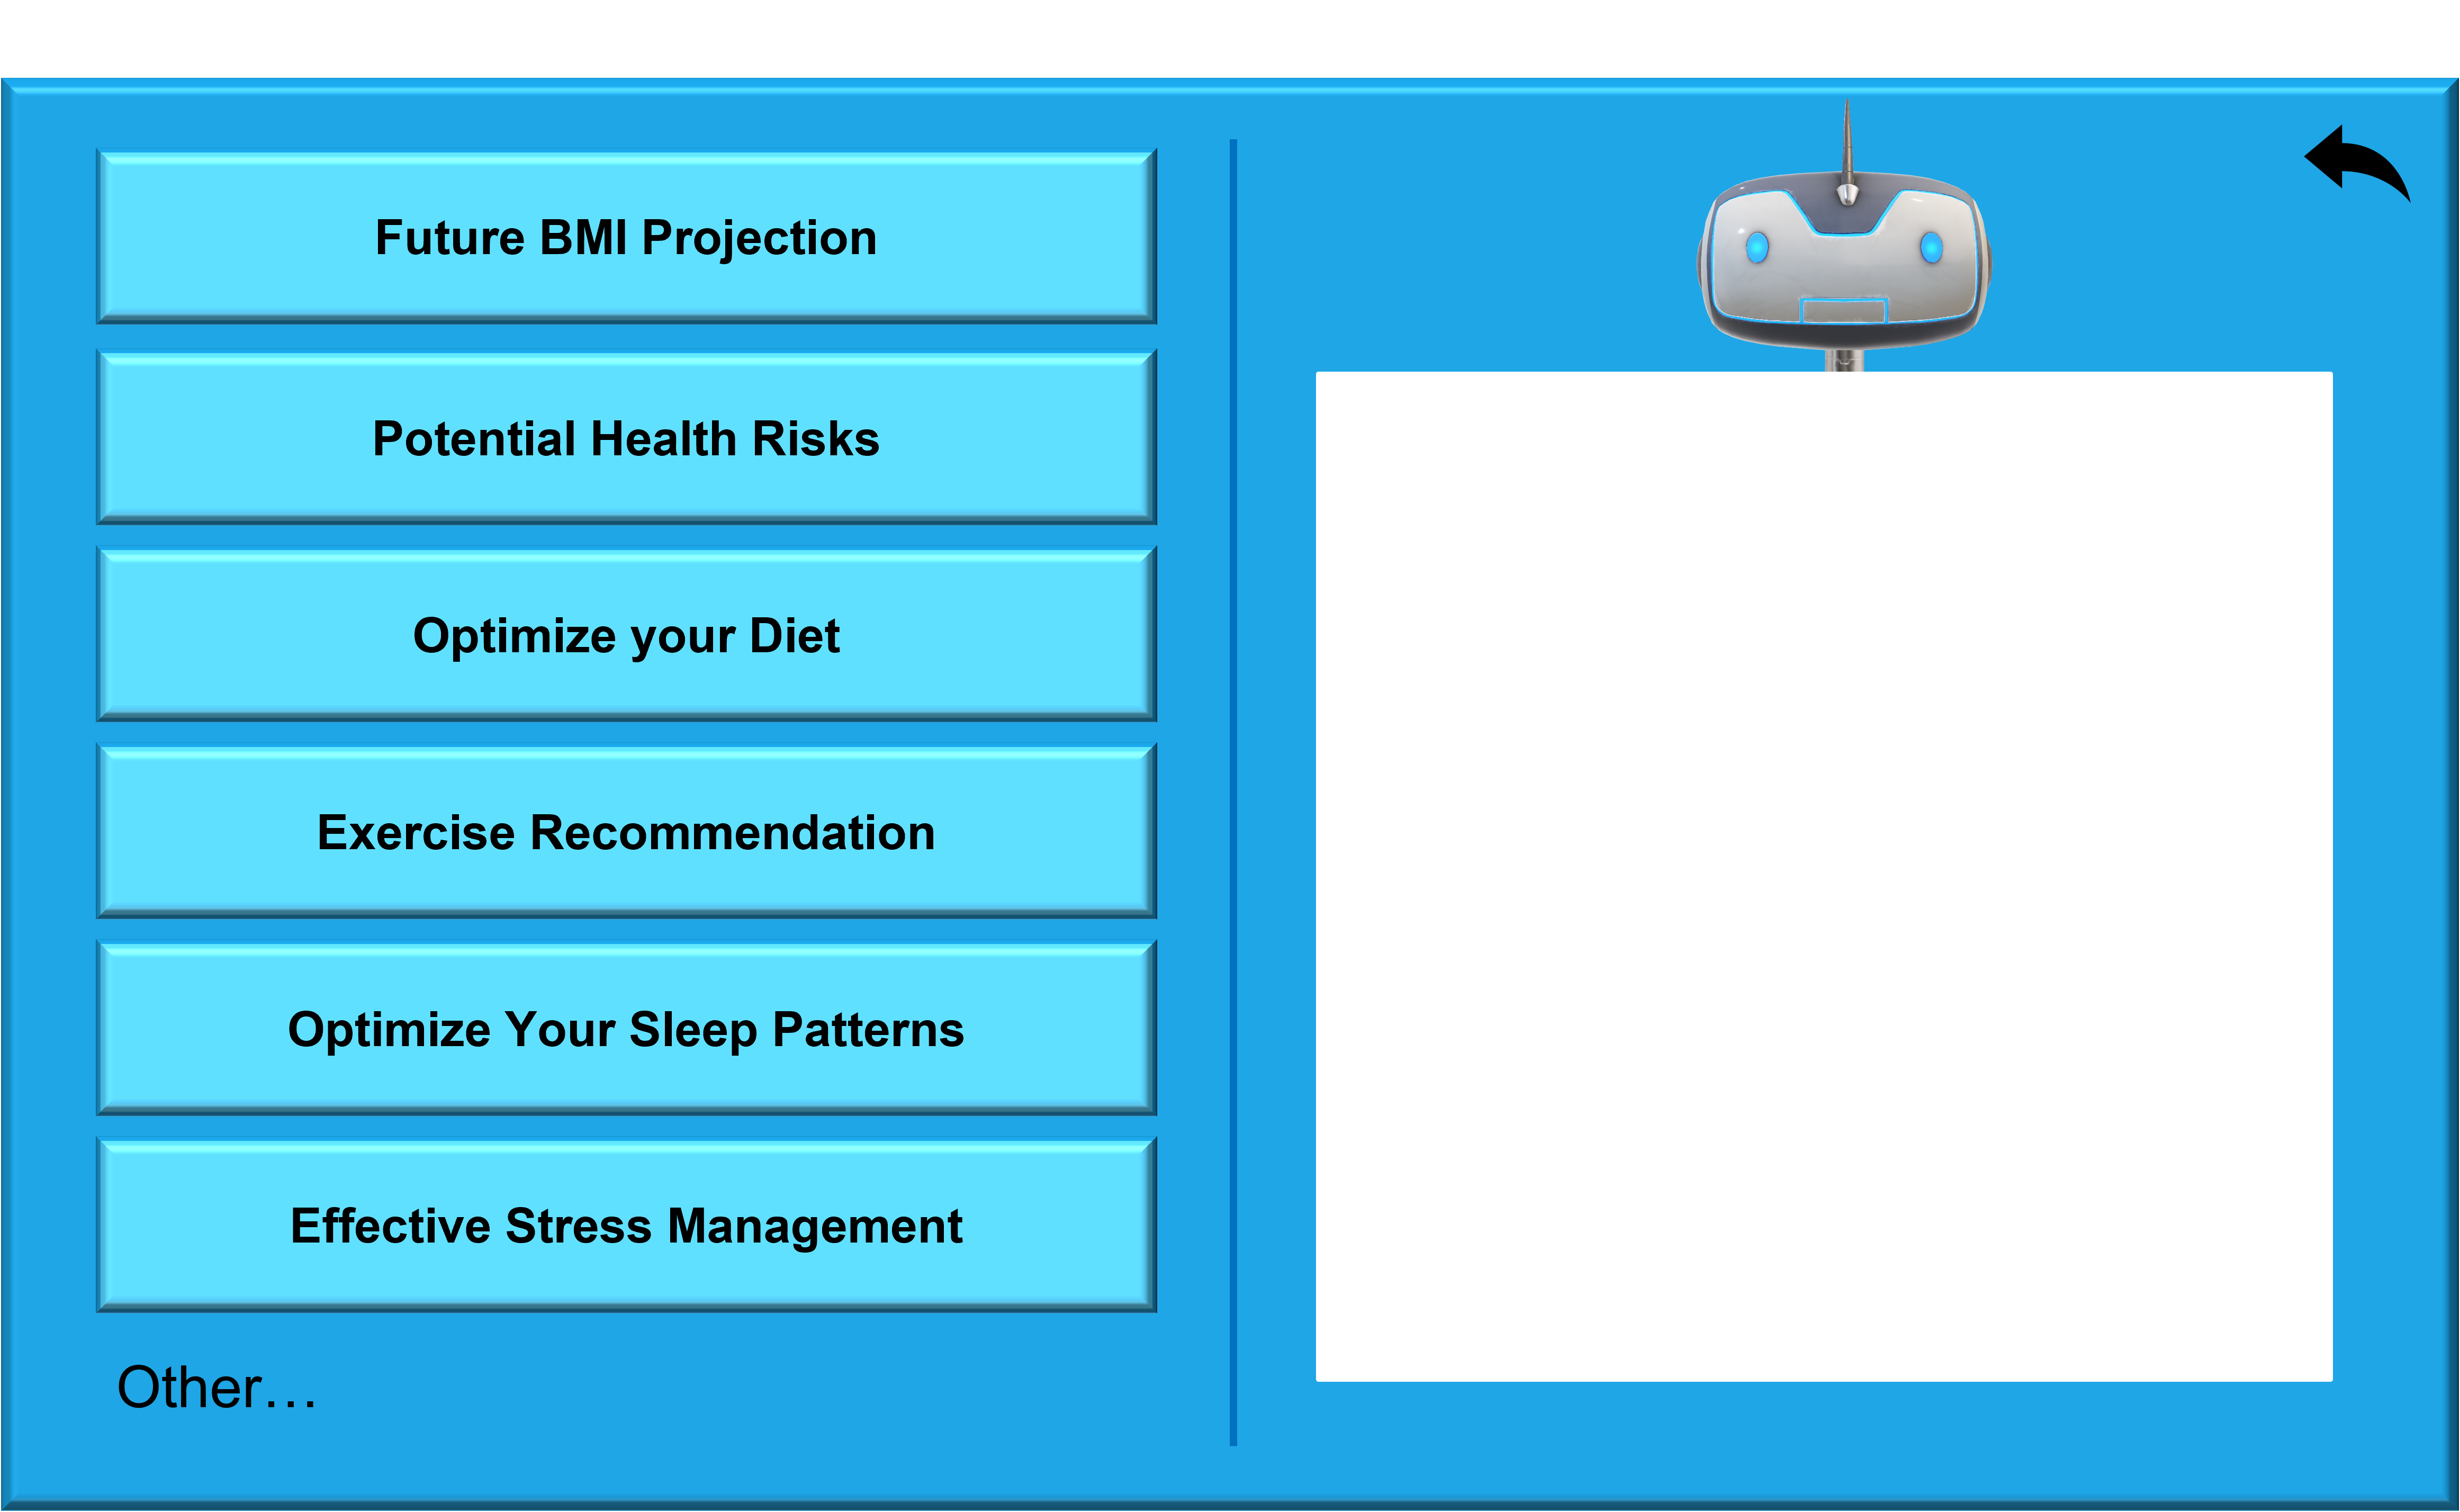 Future BMI Projection
Potential Health Risks
Optimize your Diet
Exercise Recommendation
Optimize Your Sleep Patterns
Effective Stress Management
Other…